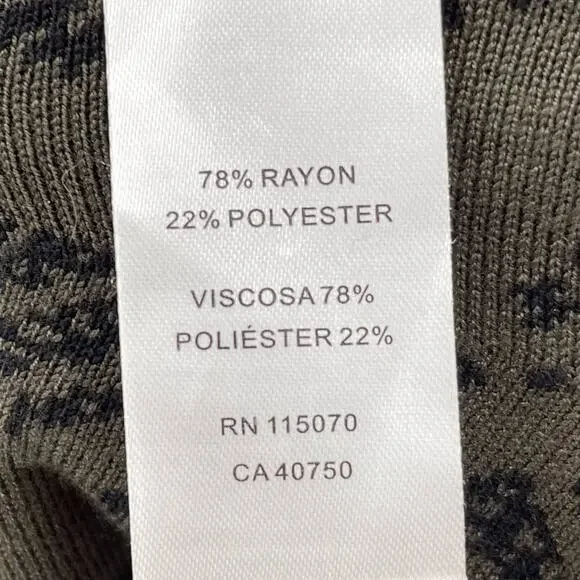 78% RAYON
22% POLYESTER
VISCOSA 78%
POLIÉSTER 22%
RN 115070
CA 40750